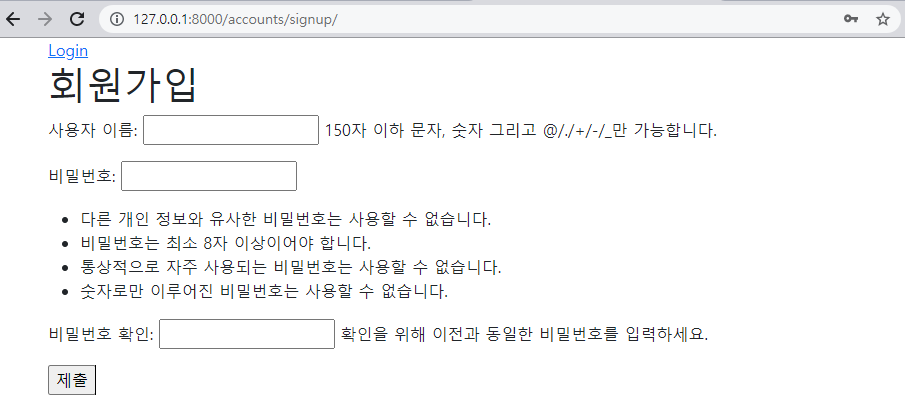 127.0.0.1:8000/accounts/signup/
Login
회원가입
사용자 이름: 150자 이하 문자, 숫자 그리고 @/./+/-/_만 가능합니다.
비밀번호:
• 다른 개인 정보와 유사한 비밀번호는 사용할 수 없습니다.
• 비밀번호는 최소 8자 이상이어야 합니다.
• 통상적으로 자주 사용되는 비밀번호는 사용할 수 없습니다.
• 숫자로만 이루어진 비밀번호는 사용할 수 없습니다.
비밀번호 확인: 확인을 위해 이전과 동일한 비밀번호를 입력하세요.
제출